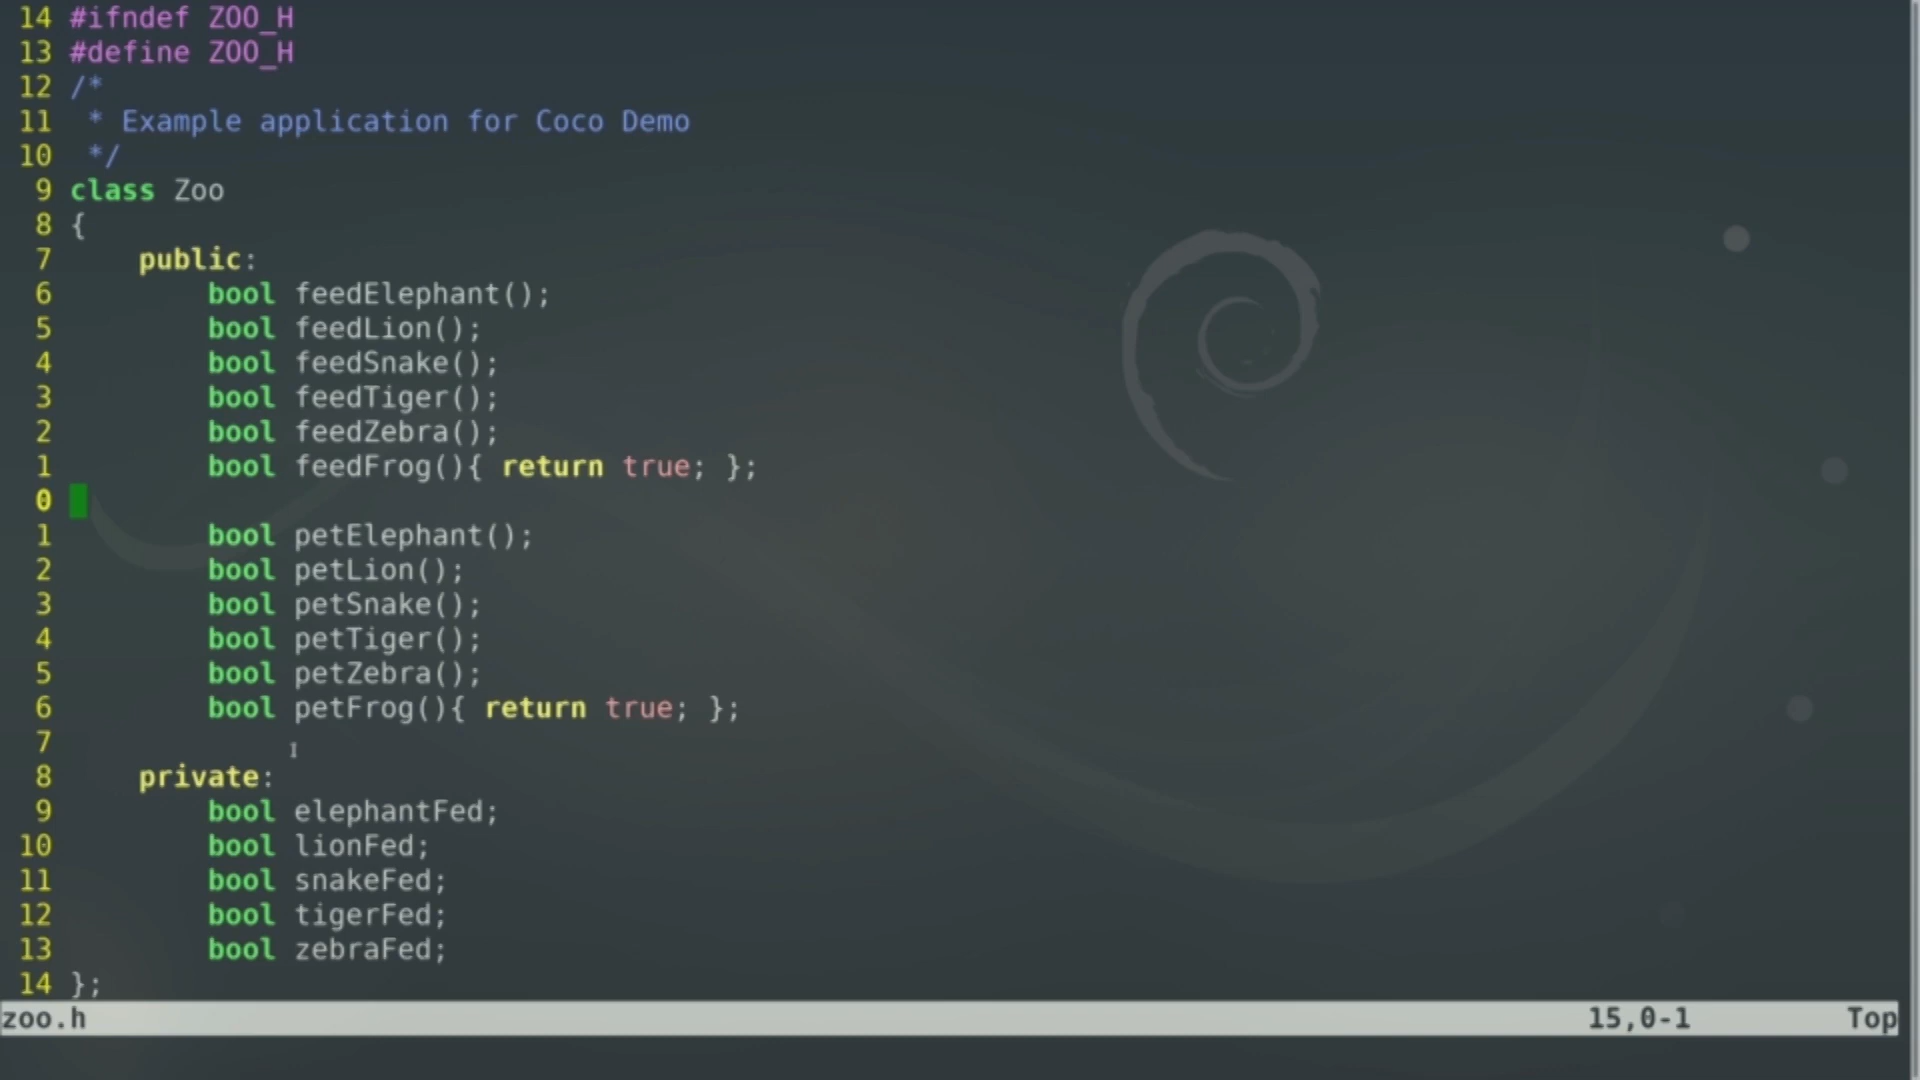 14 #ifndef ZOO_H
13 #define ZOO_H
12 /*
11  * Example application for Coco Demo
10  */
 9 class Zoo
 8 {
 7     public:
 6         bool feedElephant();
 5         bool feedLion();
 4         bool feedSnake();
 3         bool feedTiger();
 2         bool feedZebra();
 1         bool feedFrog(){ return true; };
 0
 1         bool petElephant();
 2         bool petLion();
 3         bool petSnake();
 4         bool petTiger();
 5         bool petZebra();
 6         bool petFrog(){ return true; };
 7
 8     private:
 9         bool elephantFed;
10         bool lionFed;
11         bool snakeFed;
12         bool tigerFed;
13         bool zebraFed;
14 };
zoo.h 15,0-1 Top